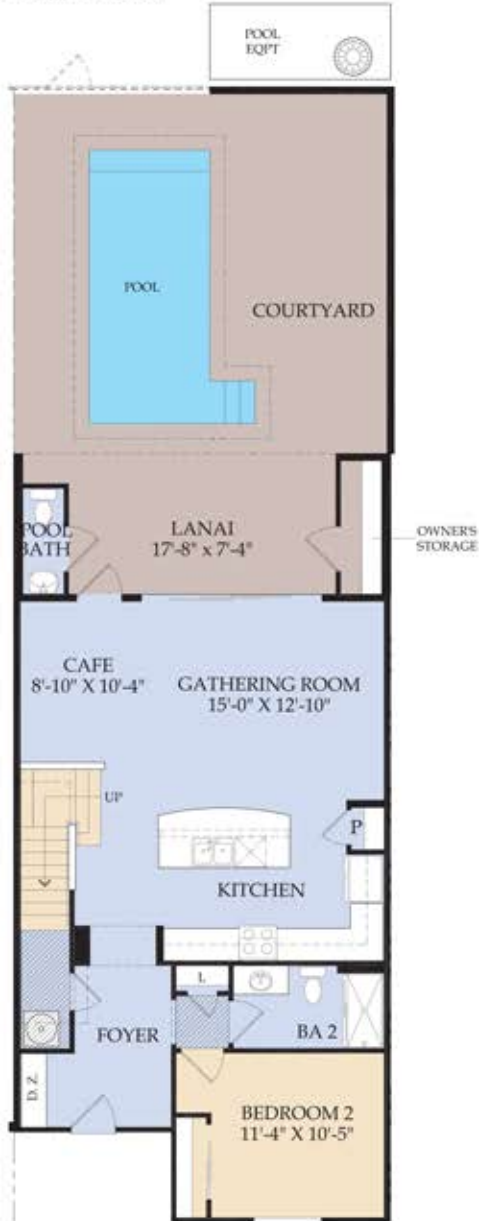 POOL
EQPT
POOL
COURTYARD
POOL
BATH
LANAI
17'-8" x 7'-4"
OWNER'S
STORAGE
CAFE
8'-10" X 10'-4"
GATHERING ROOM
15'-0" X 12'-10"
UP
P
KITCHEN
L
FOYER
BA 2
D. Z.
BEDROOM 2
11'-4" X 10'-5"